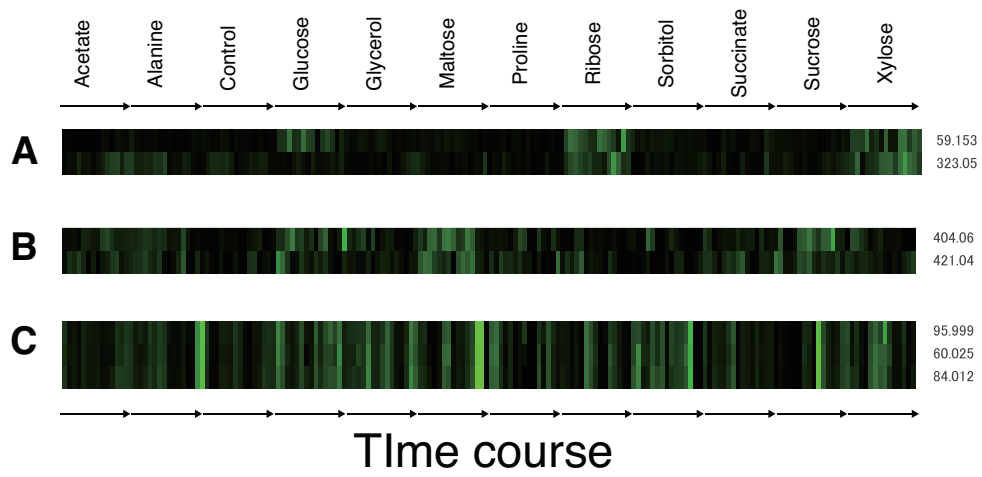 Acetate Alanine Control Glucose Glycerol Maltose Proline Ribose Sorbitol Succinate Sucrose Xylose
A
59.153
323.05
B
404.06
421.04
C
95.999
60.025
84.012
TIme course